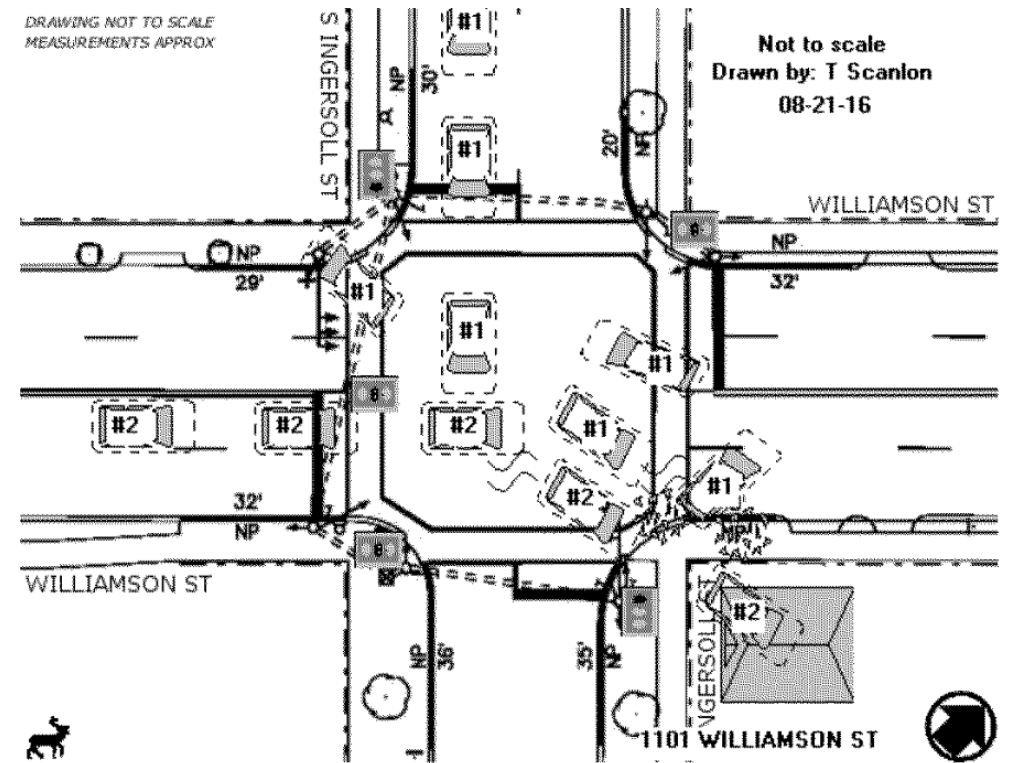 DRAWING NOT TO SCALE
MEASUREMENTS APPROX
Not to scale
Drawn by: T Scanlon
08-21-16
S INGERSOLL ST
NP
30'
20'
NP
#1
#1
WILLIAMSON ST
NP
29'
NP
32'
#1
#1
#1
#2
#2
#2
#1
#2
#1
32'
NP
WILLIAMSON ST
NP
36'
35'
NP
INGERSOLL ST
#2
1101 WILLIAMSON ST